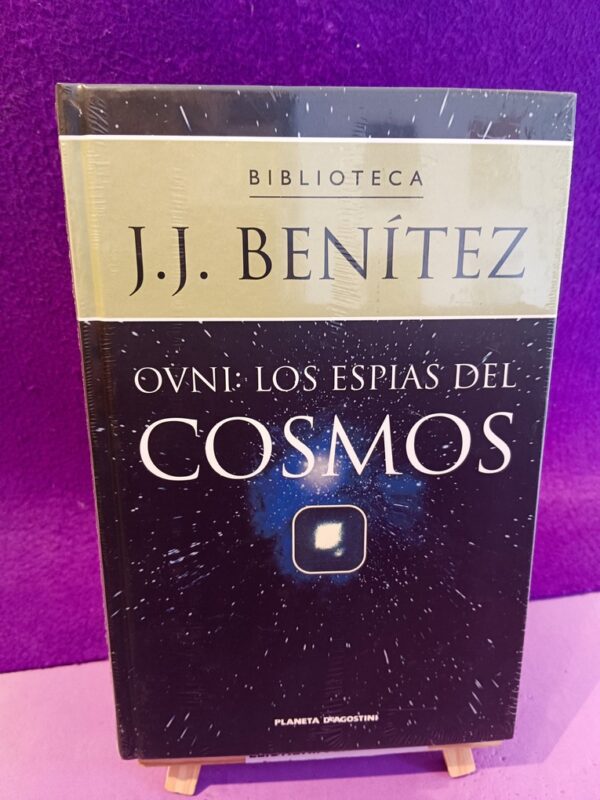 BIBLIOTECA
J.J. BENÍTEZ
OVNI: LOS ESPIAS DEL
COSMOS
PLANETA DEAGOSTINI